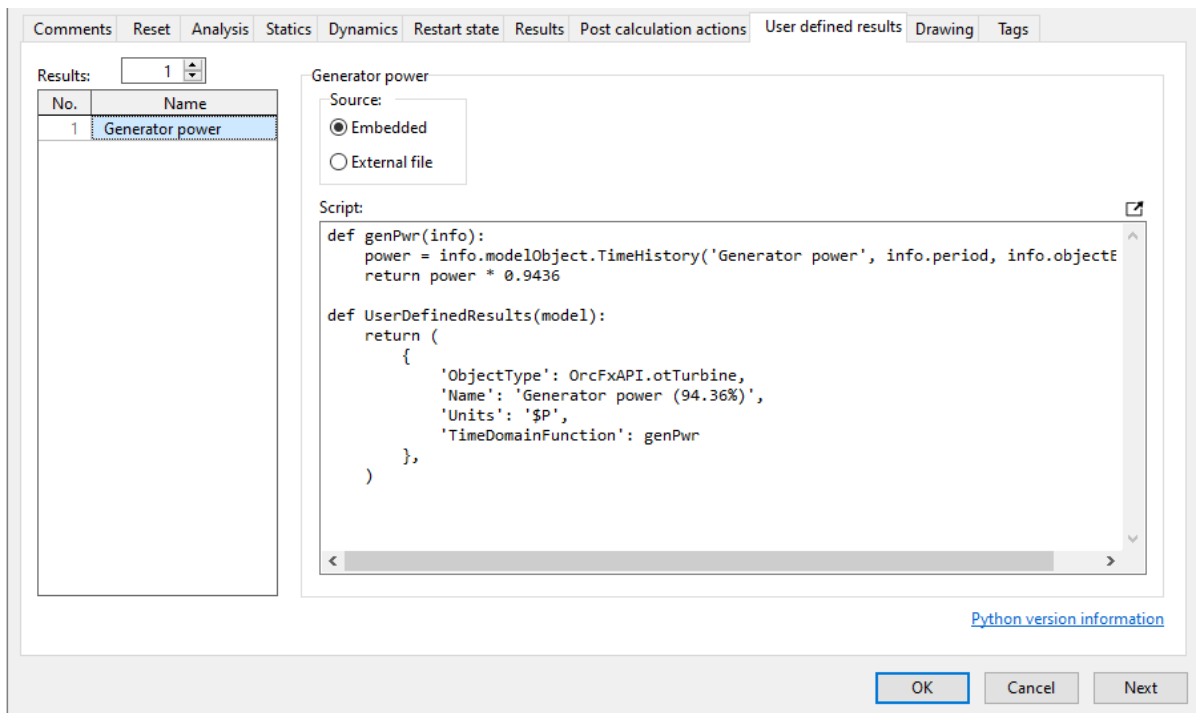 Comments Reset Analysis Statics Dynamics Restart state Results Post calculation actions User defined results Drawing Tags
Results: 1
No. Name
1 Generator power
Generator power
Source:
Embedded
External file
Script:
def genPwr(info):
    power = info.modelObject.TimeHistory('Generator power', info.period, info.objectE
    return power * 0.9436
def UserDefinedResults(model):
    return (
        {
            'ObjectType': OrcFxAPI.otTurbine,
            'Name': 'Generator power (94.36%)',
            'Units': '$P',
            'TimeDomainFunction': genPwr
        },
    )
Python version information
OK Cancel Next